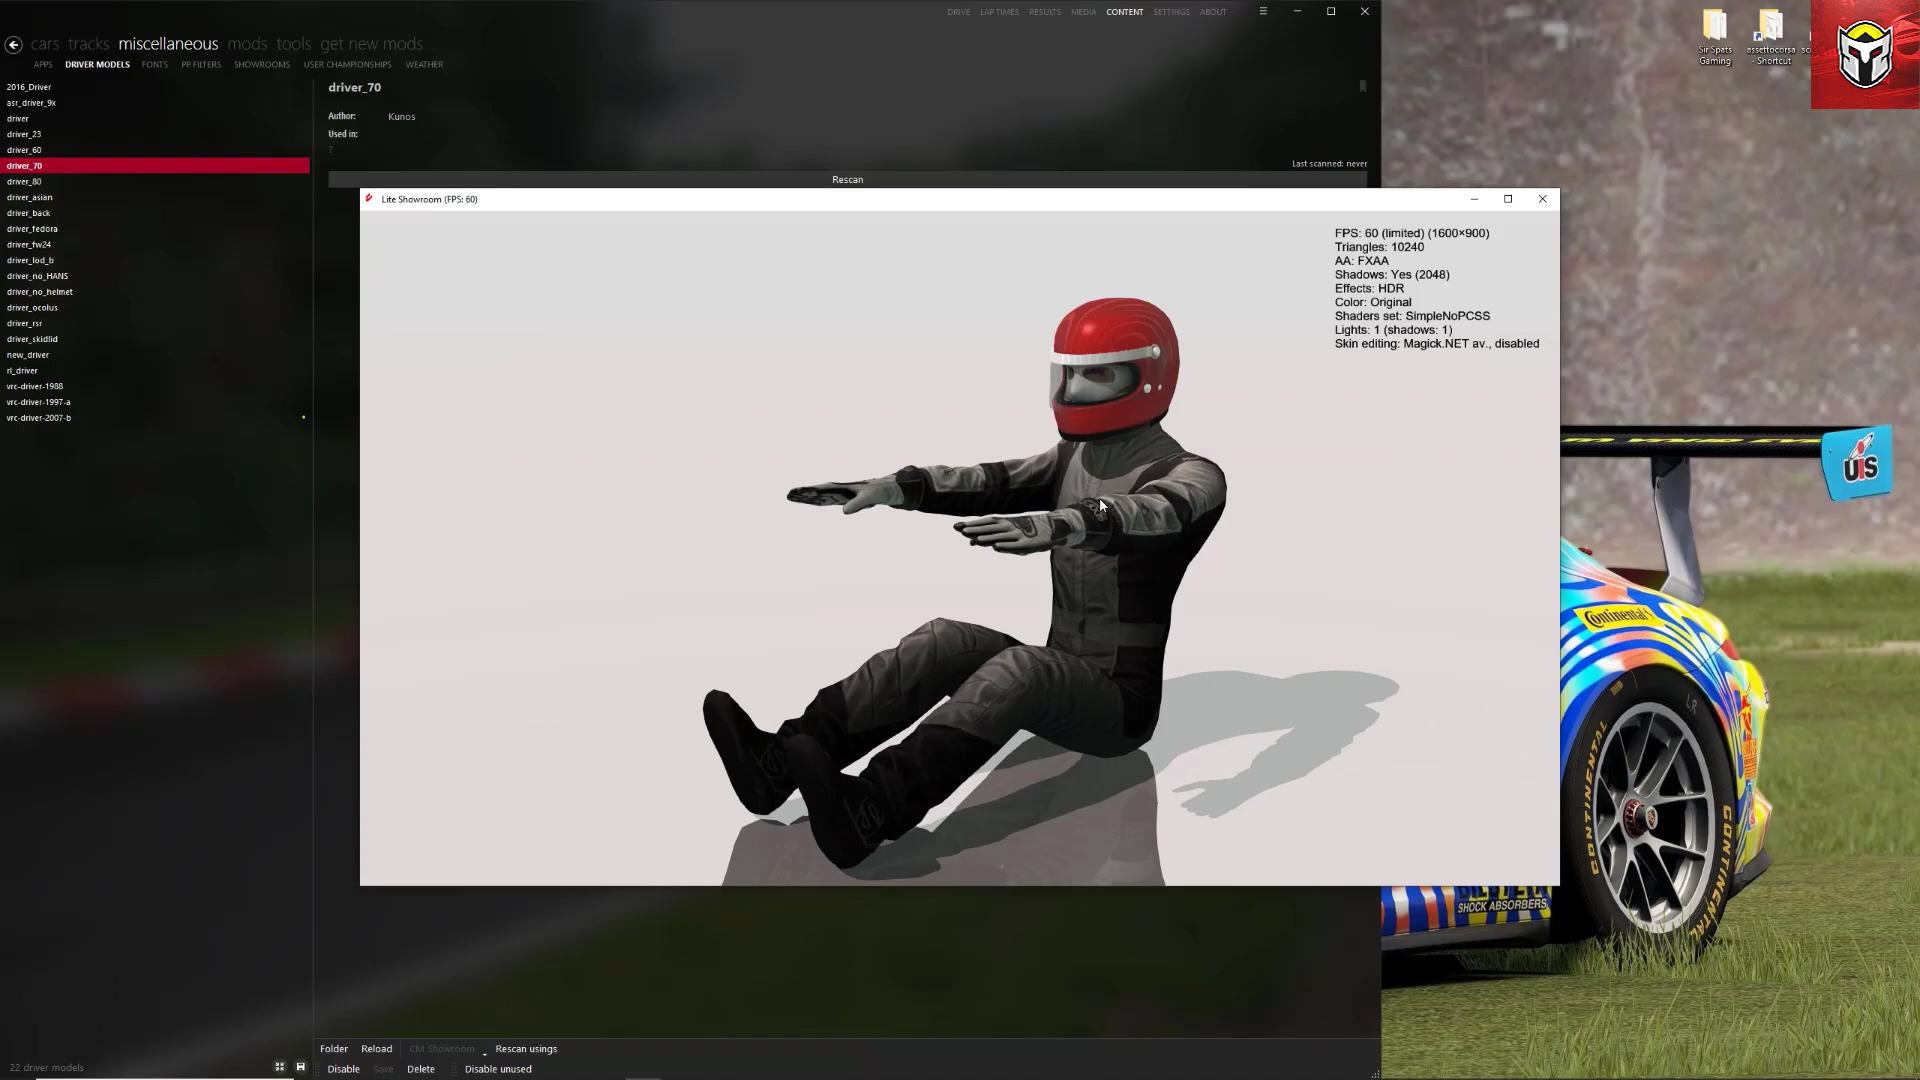 DRIVE LAP TIMES RESULTS MEDIA CONTENT SETTINGS ABOUT
cars tracks miscellaneous mods tools get new mods
APPS DRIVER MODELS FONTS PP FILTERS SHOWROOMS USER CHAMPIONSHIPS WEATHER
2016_Driver
asr_driver_9x
driver
driver_23
driver_60
driver_70
driver_80
driver_asian
driver_back
driver_fedora
driver_fw24
driver_lod_b
driver_no_HANS
driver_no_helmet
driver_ocolus
driver_rsr
driver_skidlid
new_driver
rl_driver
vrc-driver-1988
vrc-driver-1997-a
vrc-driver-2007-b
22 driver models
driver_70
Author: Kunos
Used in:
?
Last scanned: never
Rescan
Lite Showroom (FPS: 60)
FPS: 60 (limited) (1600×900)
Triangles: 10240
AA: FXAA
Shadows: Yes (2048)
Effects: HDR
Color: Original
Shaders set: SimpleNoPCSS
Lights: 1 (shadows: 1)
Skin editing: Magick.NET av., disabled
Folder Reload CM Showroom Rescan usings
Disable Save Delete Disable unused
Sir Spats
Gaming
assettocorsa
- Shortcut
UIS
Continental
CONTINENTAL
CONTINENTAL
SHOCK ABSORBERS